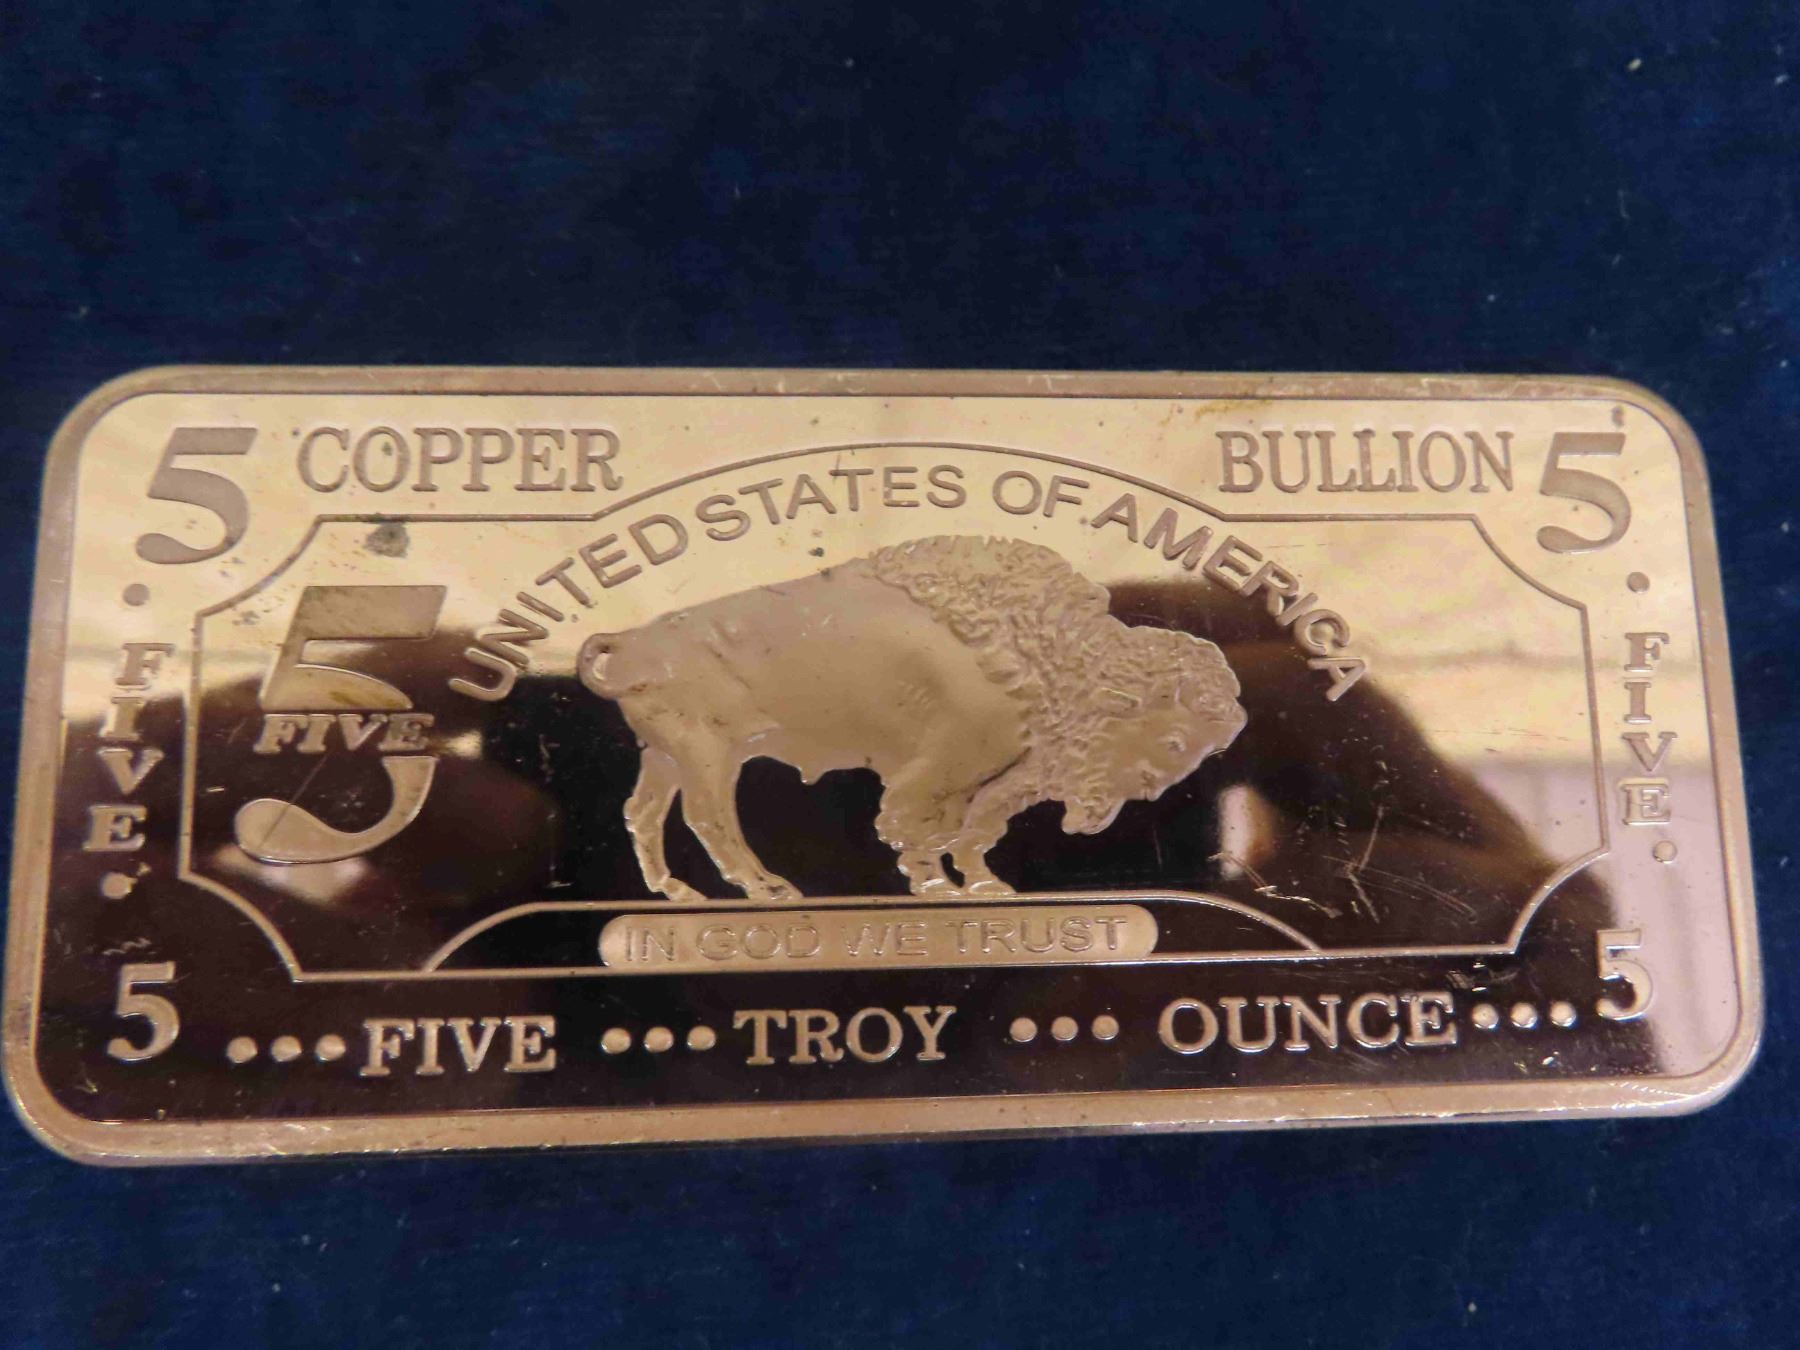 5 COPPER BULLION 5
UNITED STATES OF AMERICA
5
FIVE
• FIVE •
• FIVE •
IN GOD WE TRUST
5 ••• FIVE ••• TROY ••• OUNCE •••• 5